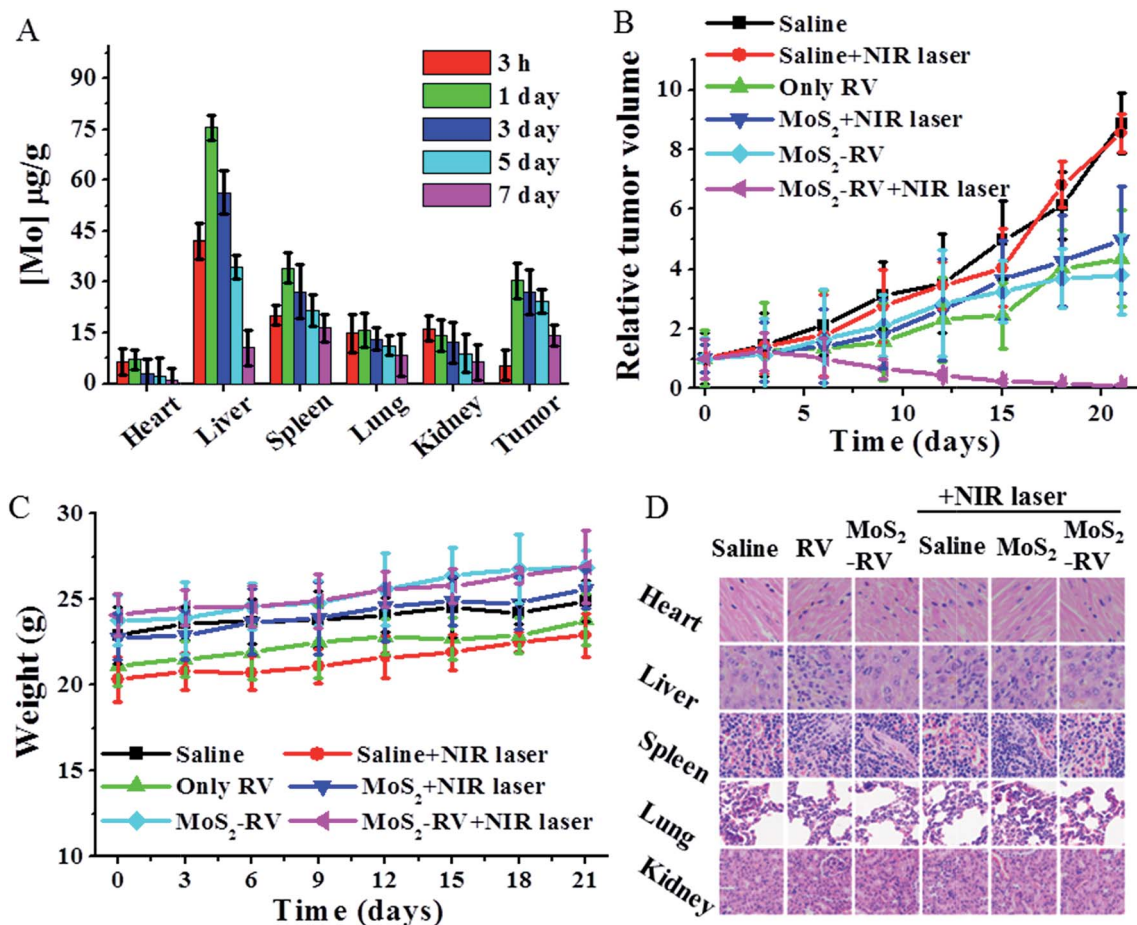 A
[Mo] µg/g
90
75
60
45
30
15
0
3 h
1 day
3 day
5 day
7 day
Heart
Liver
Spleen
Lung
Kidney
Tumor
B
Saline
Saline+NIR laser
Only RV
MoS2+NIR laser
MoS2-RV
MoS2-RV+NIR laser
Relative tumor volume
10
8
6
4
2
0
0 5 10 15 20
Time (days)
C
Weight (g)
30
25
20
15
10
Saline Saline+NIR laser
Only RV MoS2+NIR laser
MoS2-RV MoS2-RV+NIR laser
0 3 6 9 12 15 18 21
Time (days)
D
+NIR laser
Saline RV MoS2-RV Saline MoS2 MoS2-RV
Heart
Liver
Spleen
Lung
Kidney